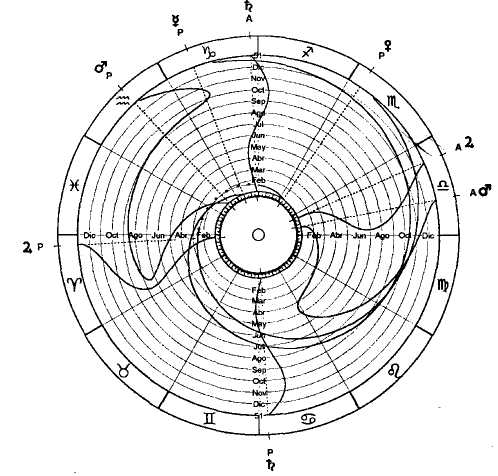 ♄
A
☿
P
♀
P
♑
♐
51
Dic
Nov
Oct
Sep
Ago
Jul
Jun
May
Abr
Mar
Feb
♂ P
♒
♏
A ♃
♓
♎
A ♂
Dic Oct Ago Jun Abr Feb
Feb Abr Jun Ago Oct Dic
♃ P
♈
♍
Feb
Mar
Abr
May
Jun
Jul
Ago
Sep
Oct
Nov
Dic
51
♉
♌
♊
♋
P
♄